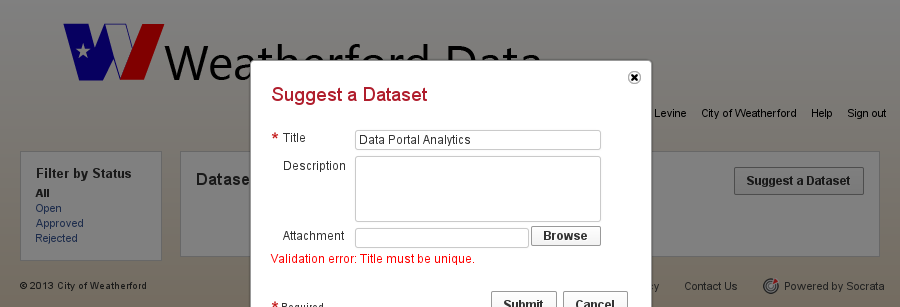 Weatherford Data
Levine City of Weatherford Help Sign out
Suggest a Dataset
* Title Data Portal Analytics
Description
Attachment Browse
Validation error: Title must be unique.
* Required Submit Cancel
Filter by Status
All
Open
Approved
Rejected
Suggest a Dataset
© 2013 City of Weatherford
Contact Us Powered by Socrata